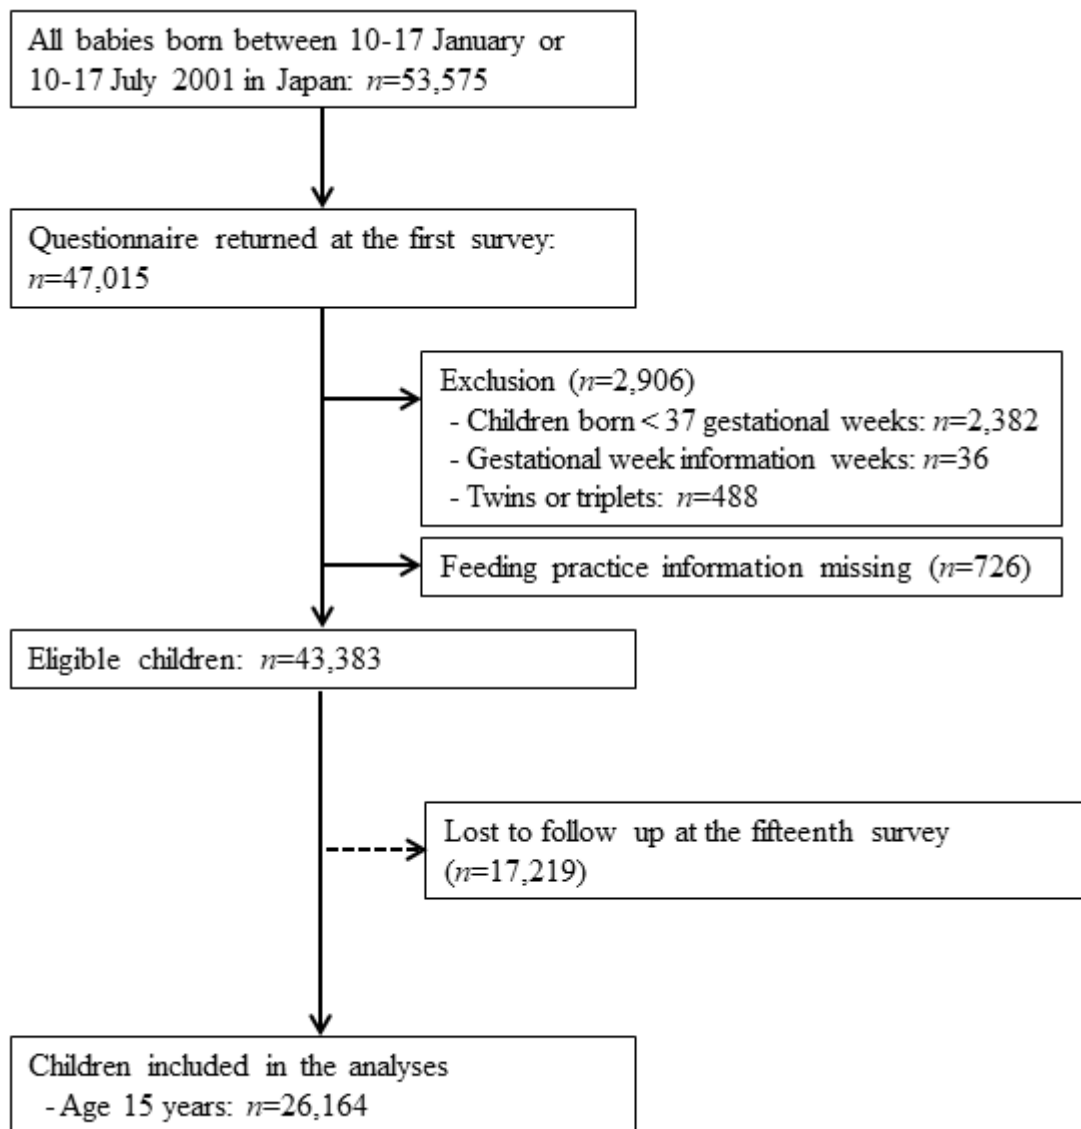 All babies born between 10-17 January or
10-17 July 2001 in Japan: n=53,575
Questionnaire returned at the first survey:
n=47,015
Exclusion (n=2,906)
- Children born < 37 gestational weeks: n=2,382
- Gestational week information weeks: n=36
- Twins or triplets: n=488
Feeding practice information missing (n=726)
Eligible children: n=43,383
Lost to follow up at the fifteenth survey
(n=17,219)
Children included in the analyses
- Age 15 years: n=26,164